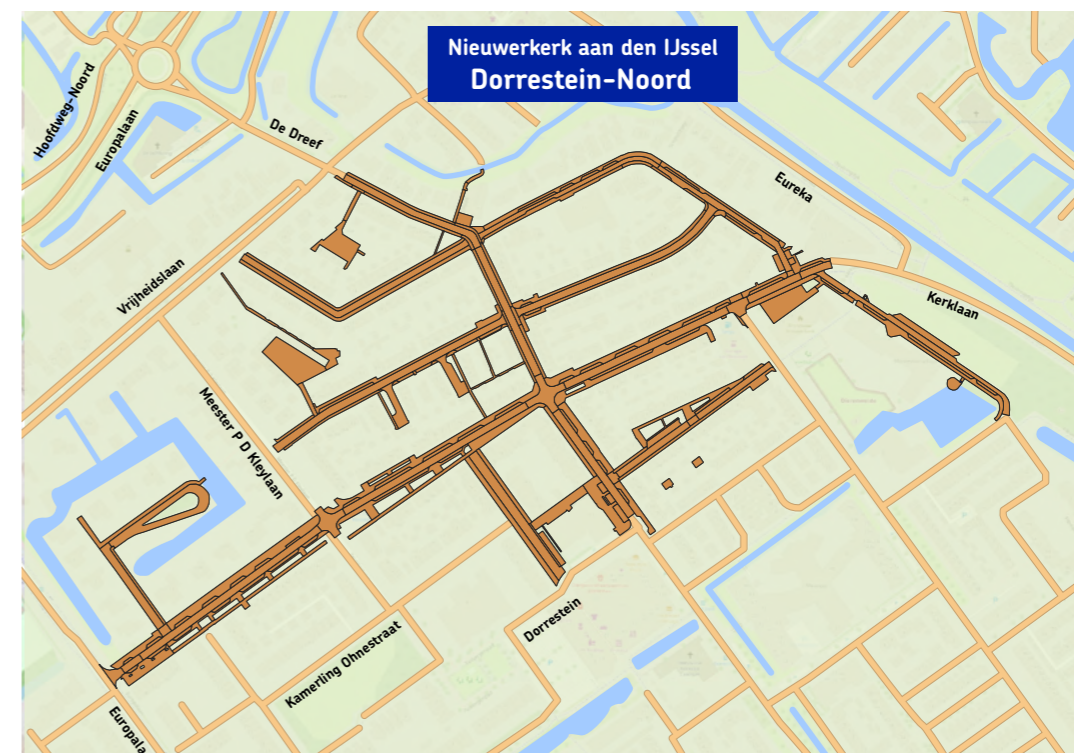 Nieuwerkerk aan den IJssel
Dorrestein-Noord
Hoofdweg-Noord
Europalaan
De Dreef
Eureka
Vrijheidslaan
Kerklaan
Meester P D Kleylaan
Dorrestein
Kamerling Ohnestraat
Europala